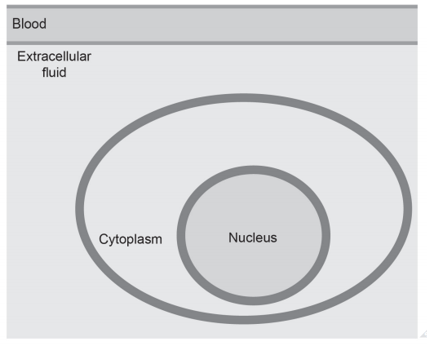 Blood
Extracellular
fluid
Cytoplasm
Nucleus